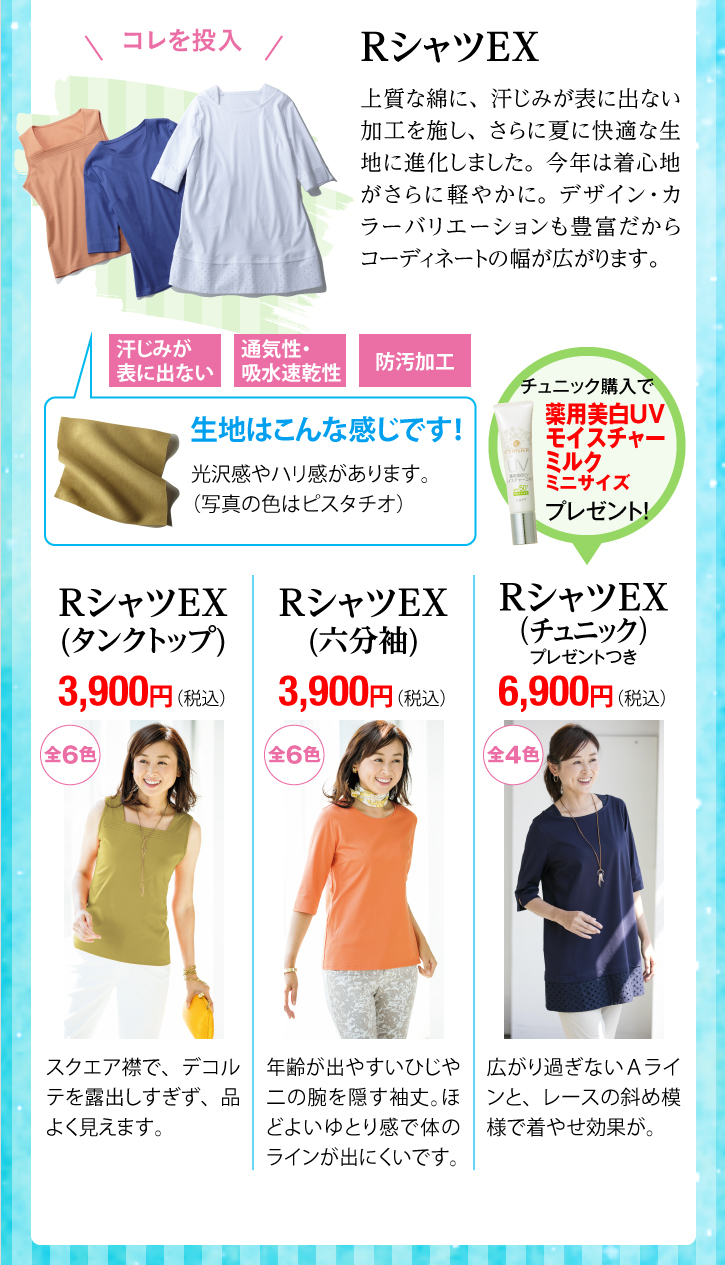 コレを投入
RシャツEX
上質な綿に、汗じみが表に出ない
加工を施し、さらに夏に快適な生
地に進化しました。今年は着心地
がさらに軽やかに。デザイン・カ
ラーバリエーションも豊富だから
コーディネートの幅が広がります。
汗じみが
表に出ない
通気性・
吸水速乾性
防汚加工
生地はこんな感じです!
光沢感やハリ感があります。
（写真の色はピスタチオ）
チュニック購入で
薬用美白UV
モイスチャー
ミルク
ミニサイズ
プレゼント!
UV
RシャツEX
(タンクトップ)
3,900円（税込）
全6色
スクエア襟で、デコル
テを露出しすぎず、品
よく見えます。
RシャツEX
(六分袖)
3,900円（税込）
全6色
年齢が出やすいひじや
二の腕を隠す袖丈。ほ
どよいゆとり感で体の
ラインが出にくいです。
RシャツEX
(チュニック)
プレゼントつき
6,900円（税込）
全4色
広がり過ぎないAライ
ンと、レースの斜め模
様で着やせ効果が。